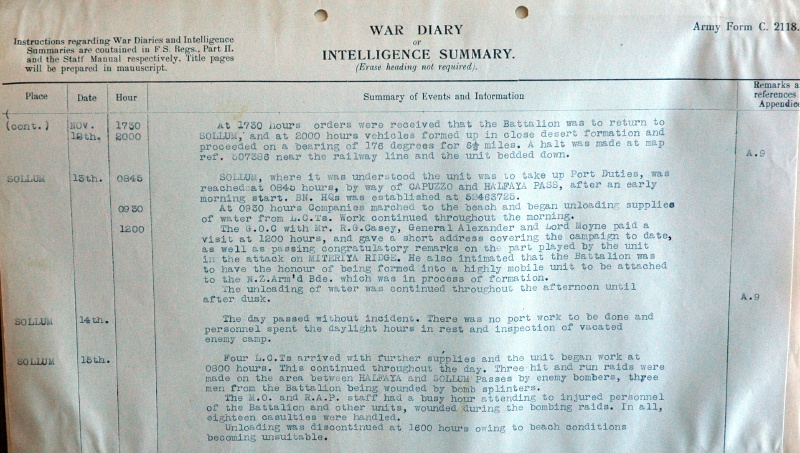 WAR DIARY
or
INTELLIGENCE SUMMARY.
(Erase heading not required).
Army Form C. 2118.
Instructions regarding War Diaries and Intelligence
Summaries are contained in F.S. Regs., Part II.
and the Staff Manual respectively. Title pages
will be prepared in manuscript.
Place Date Hour Summary of Events and Information Remarks a
references
Appendice
(cont.) NOV. 12th. 1730 2000
At 1730 hours orders were received that the Battalion was to return to
SOLLUM, and at 2000 hours vehicles formed up in close desert formation and
proceeded on a bearing of 176 degrees for 6½ miles. A halt was made at map
ref. 507386 near the railway line and the unit bedded down.
A.9
SOLLUM 13th. 0845
SOLLUM, where it was understood the unit was to take up Port Duties, was
reached at 0845 hours, by way of CAPUZZO and HALFAYA PASS, after an early
morning start. BN. HQs was established at
0930
At 0930 hours Companies marched to the beach and began unloading supplies
of water from L.C.Ts. Work continued throughout the morning.
1200
The G.O.C with Mr. R.G.Casey, General Alexander and Lord Moyne paid a
visit at 1200 hours, and gave a short address covering the campaign to date,
as well as passing congratulatory remarks on the part played by the unit
in the attack on MITERIYA RIDGE. He also intimated that the Battalion was
to have the honour of being formed into a highly mobile unit to be attached
to the N.Z.Arm'd Bde. which was in process of formation.
The unloading of water was continued throughout the afternoon until
after dusk.
A.9
SOLLUM 14th.
The day passed without incident. There was no port work to be done and
personnel spent the daylight hours in rest and inspection of vacated
enemy camp.
SOLLUM 15th.
Four L.C.Ts arrived with further supplies and the unit began work at
0800 hours. This continued throughout the day. Three hit and run raids were
made on the area between HALFAYA and SOLLUM Passes by enemy bombers, three
men from the Battalion being wounded by bomb splinters.
The M.O. and R.A.P. staff had a busy hour attending to injured personnel
of the Battalion and other units, wounded during the bombing raids. In all,
eighteen casulties were handled.
Unloading was discontinued at 1600 hours owing to beach conditions
becoming unsuitable.